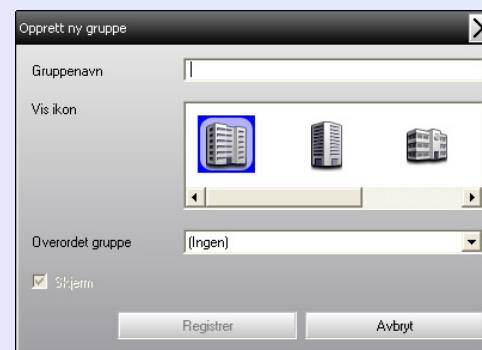 Opprett ny gruppe
Gruppenavn
Vis ikon
Overordet gruppe
(Ingen)
Skjerm
Registrer
Avbryt